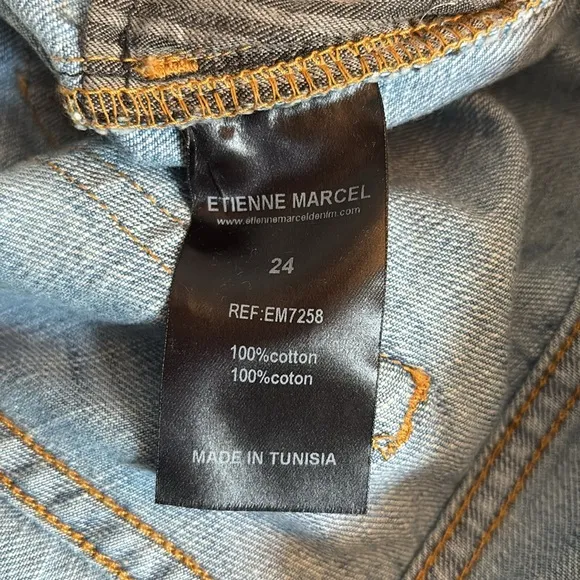 ETIENNE MARCEL
www.etiennemarceldenim.com
24
REF:EM7258
100%cotton
100%coton
MADE IN TUNISIA